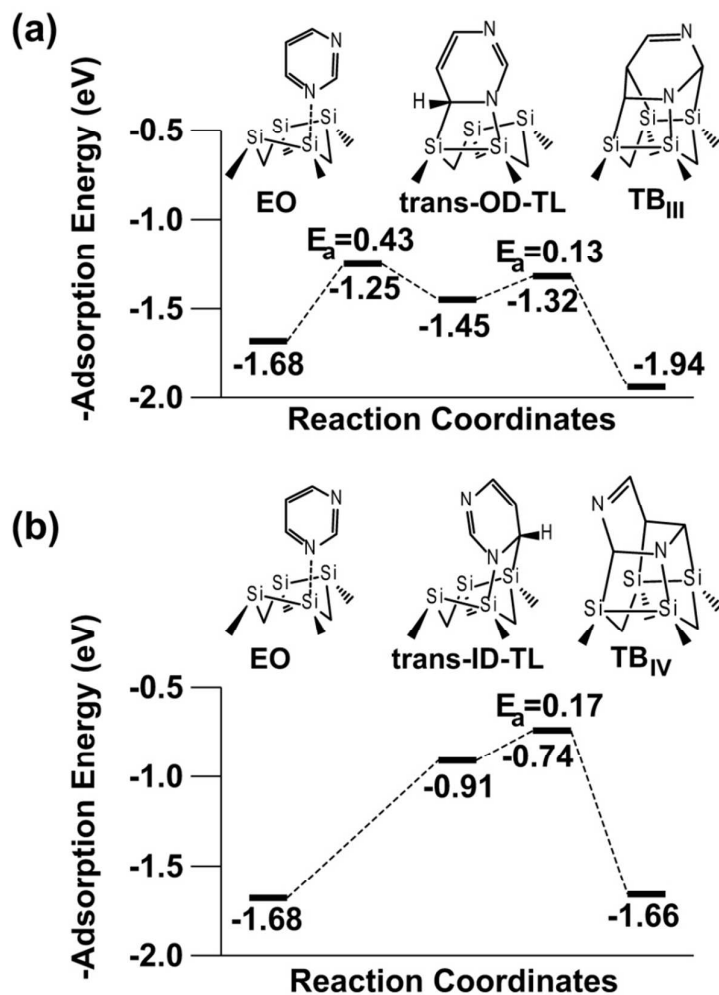 (a)
N
N
Si Si Si Si
EO
H
N
N
Si Si Si Si
trans-OD-TL
N
N
Si Si Si Si
TBIII
-Adsorption Energy (eV)
-0.5
-1.0
-1.5
-2.0
Ea=0.43
-1.25
Ea=0.13
-1.32
-1.45
-1.68
-1.94
Reaction Coordinates
(b)
N
N
Si Si Si Si
EO
N
H
N
Si Si Si Si
trans-ID-TL
N
N
Si Si Si Si
TBIV
-Adsorption Energy (eV)
-0.5
-1.0
-1.5
-2.0
Ea=0.17
-0.74
-0.91
-1.68
-1.66
Reaction Coordinates